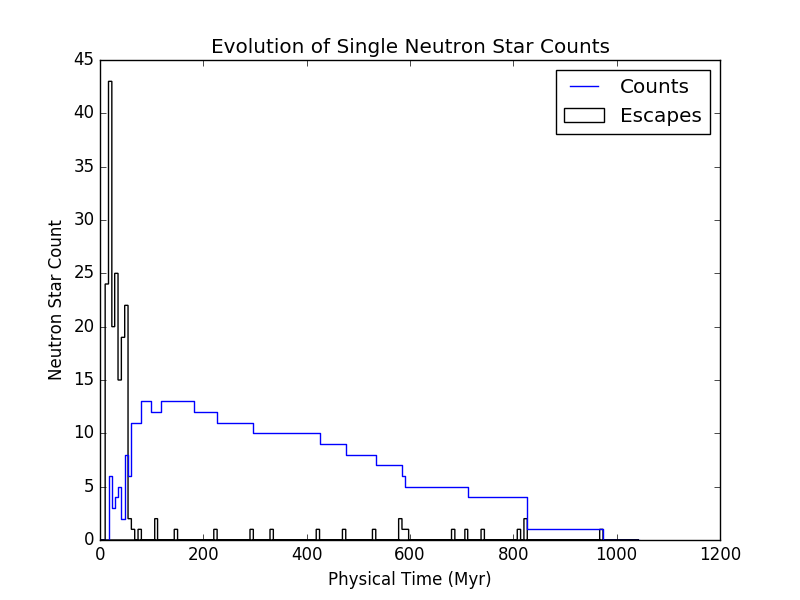 Evolution of Single Neutron Star Counts
45
40
35
30
25
20
15
10
5
0
Neutron Star Count
Counts
Escapes
0 200 400 600 800 1000 1200
Physical Time (Myr)